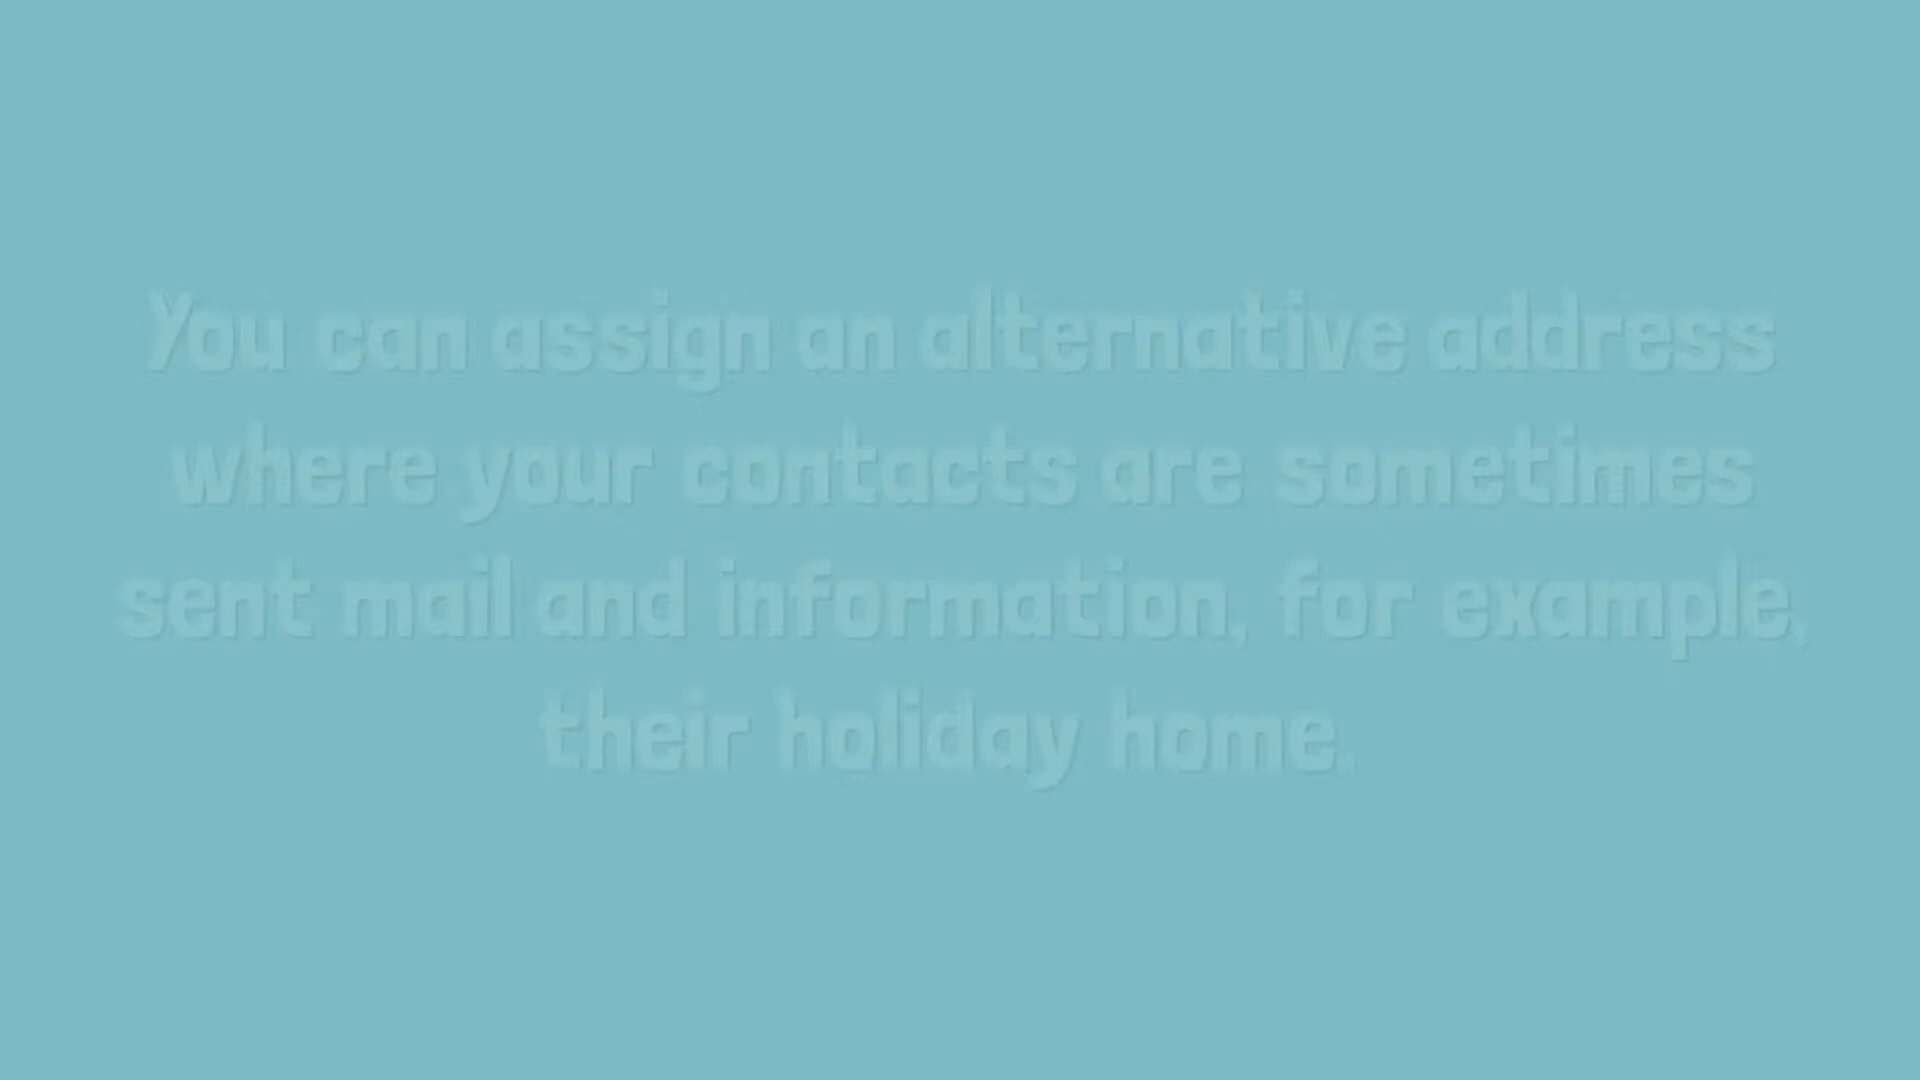 You can assign an alternative address
where your contacts are sometimes
sent mail and information, for example,
their holiday home.